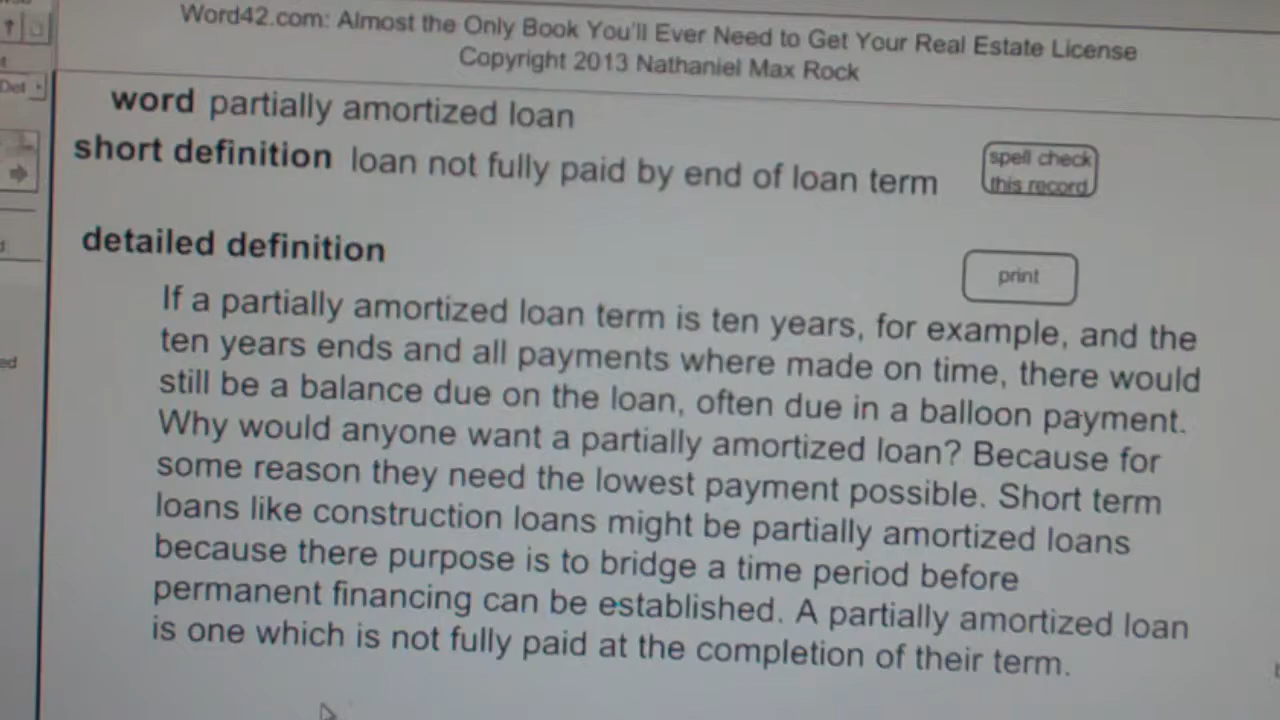 Word42.com: Almost the Only Book You'll Ever Need to Get Your Real Estate License
Copyright 2013 Nathaniel Max Rock
Def
word partially amortized loan
short definition loan not fully paid by end of loan term
spell check
this record
detailed definition
print
If a partially amortized loan term is ten years, for example, and the
ten years ends and all payments where made on time, there would
still be a balance due on the loan, often due in a balloon payment.
Why would anyone want a partially amortized loan? Because for
some reason they need the lowest payment possible. Short term
loans like construction loans might be partially amortized loans
because there purpose is to bridge a time period before
permanent financing can be established. A partially amortized loan
is one which is not fully paid at the completion of their term.